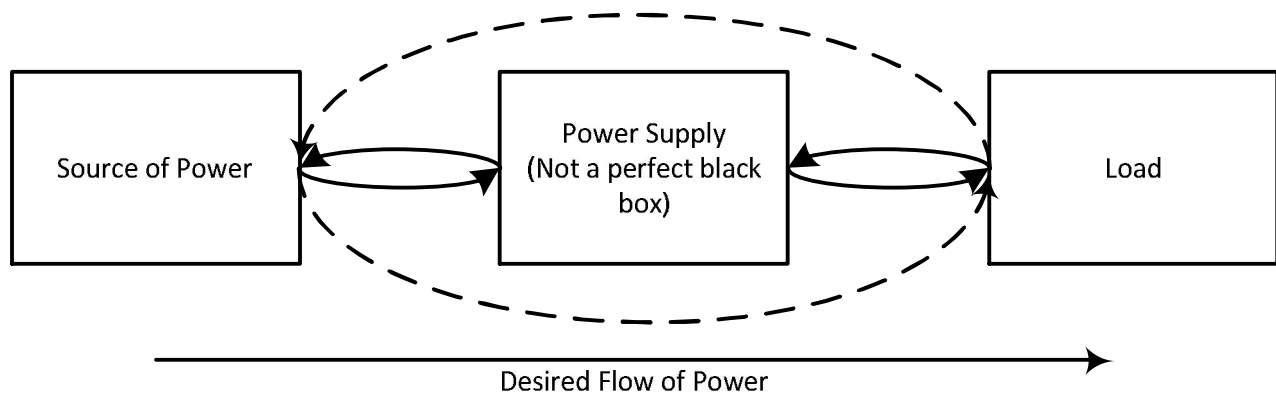 Source of Power
Power Supply
(Not a perfect black
box)
Load
Desired Flow of Power